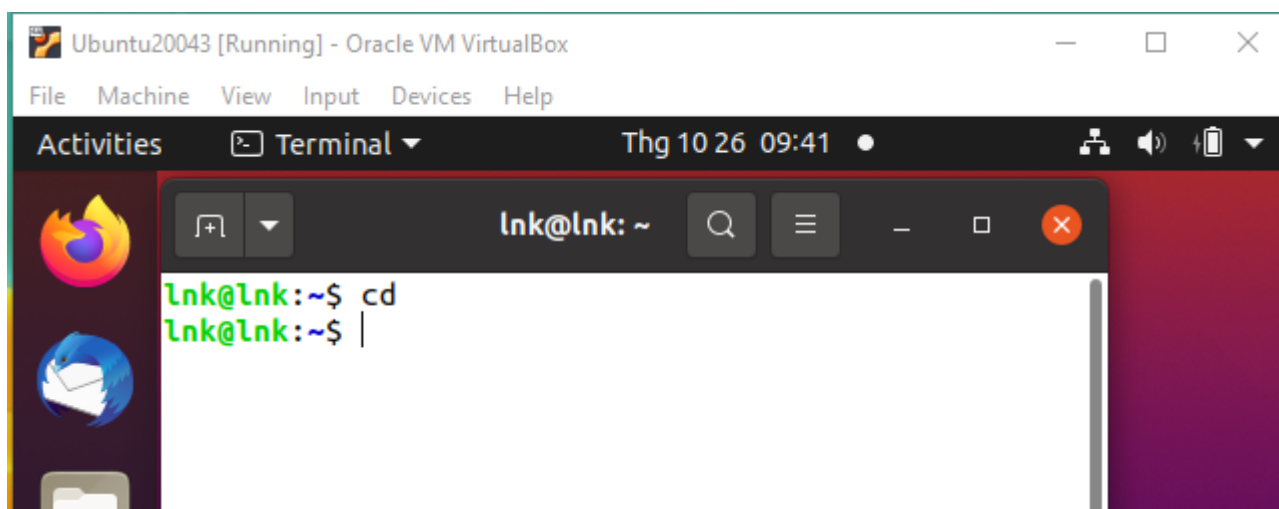 Ubuntu20043 [Running] - Oracle VM VirtualBox
File Machine View Input Devices Help
Activities Terminal Thg 10 26 09:41
lnk@lnk: ~
lnk@lnk:~$ cd
lnk@lnk:~$